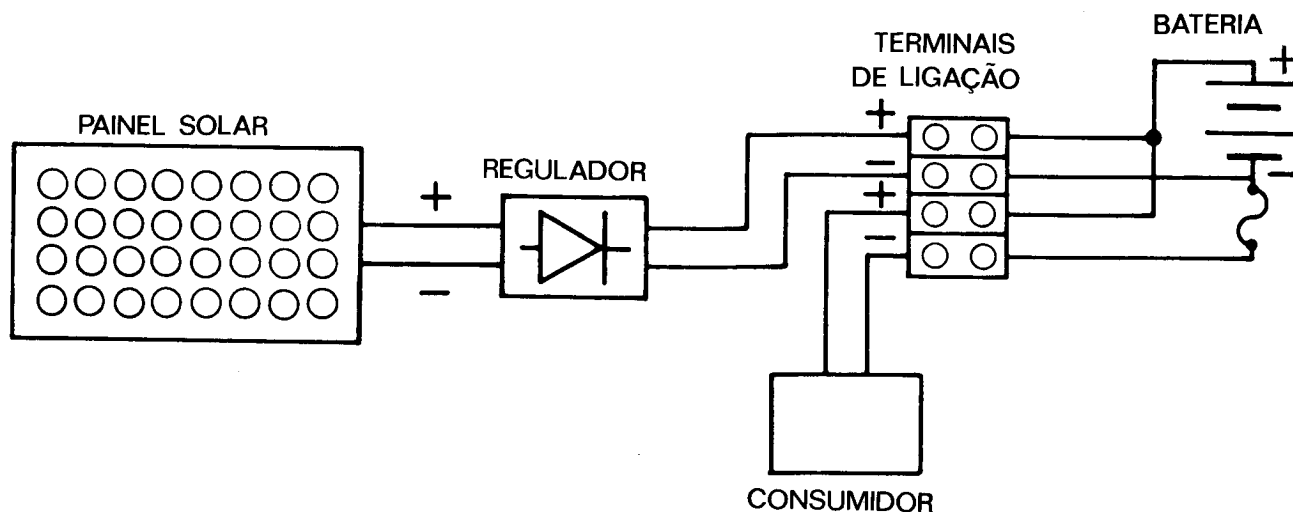 BATERIA
TERMINAIS
DE LIGAÇÃO
+
+
PAINEL SOLAR
REGULADOR
+
−
+
−
−
−
CONSUMIDOR